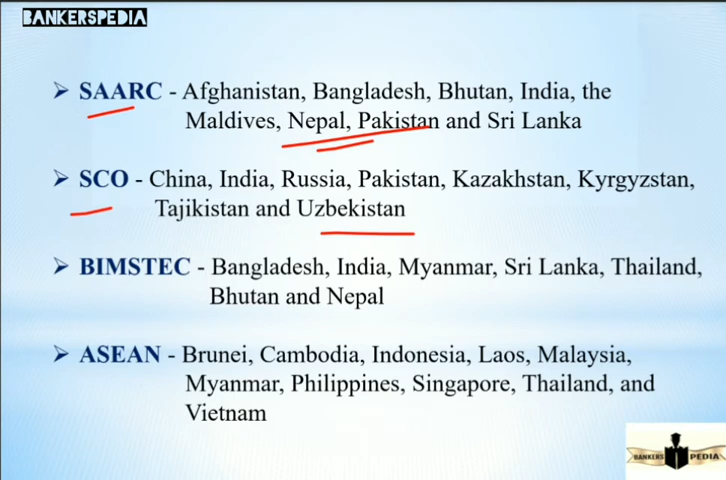 BANKERSPEDIA
➢ SAARC - Afghanistan, Bangladesh, Bhutan, India, the
Maldives, Nepal, Pakistan and Sri Lanka
➢ SCO - China, India, Russia, Pakistan, Kazakhstan, Kyrgyzstan,
Tajikistan and Uzbekistan
➢ BIMSTEC - Bangladesh, India, Myanmar, Sri Lanka, Thailand,
Bhutan and Nepal
➢ ASEAN - Brunei, Cambodia, Indonesia, Laos, Malaysia,
Myanmar, Philippines, Singapore, Thailand, and
Vietnam
BANKERS PEDIA